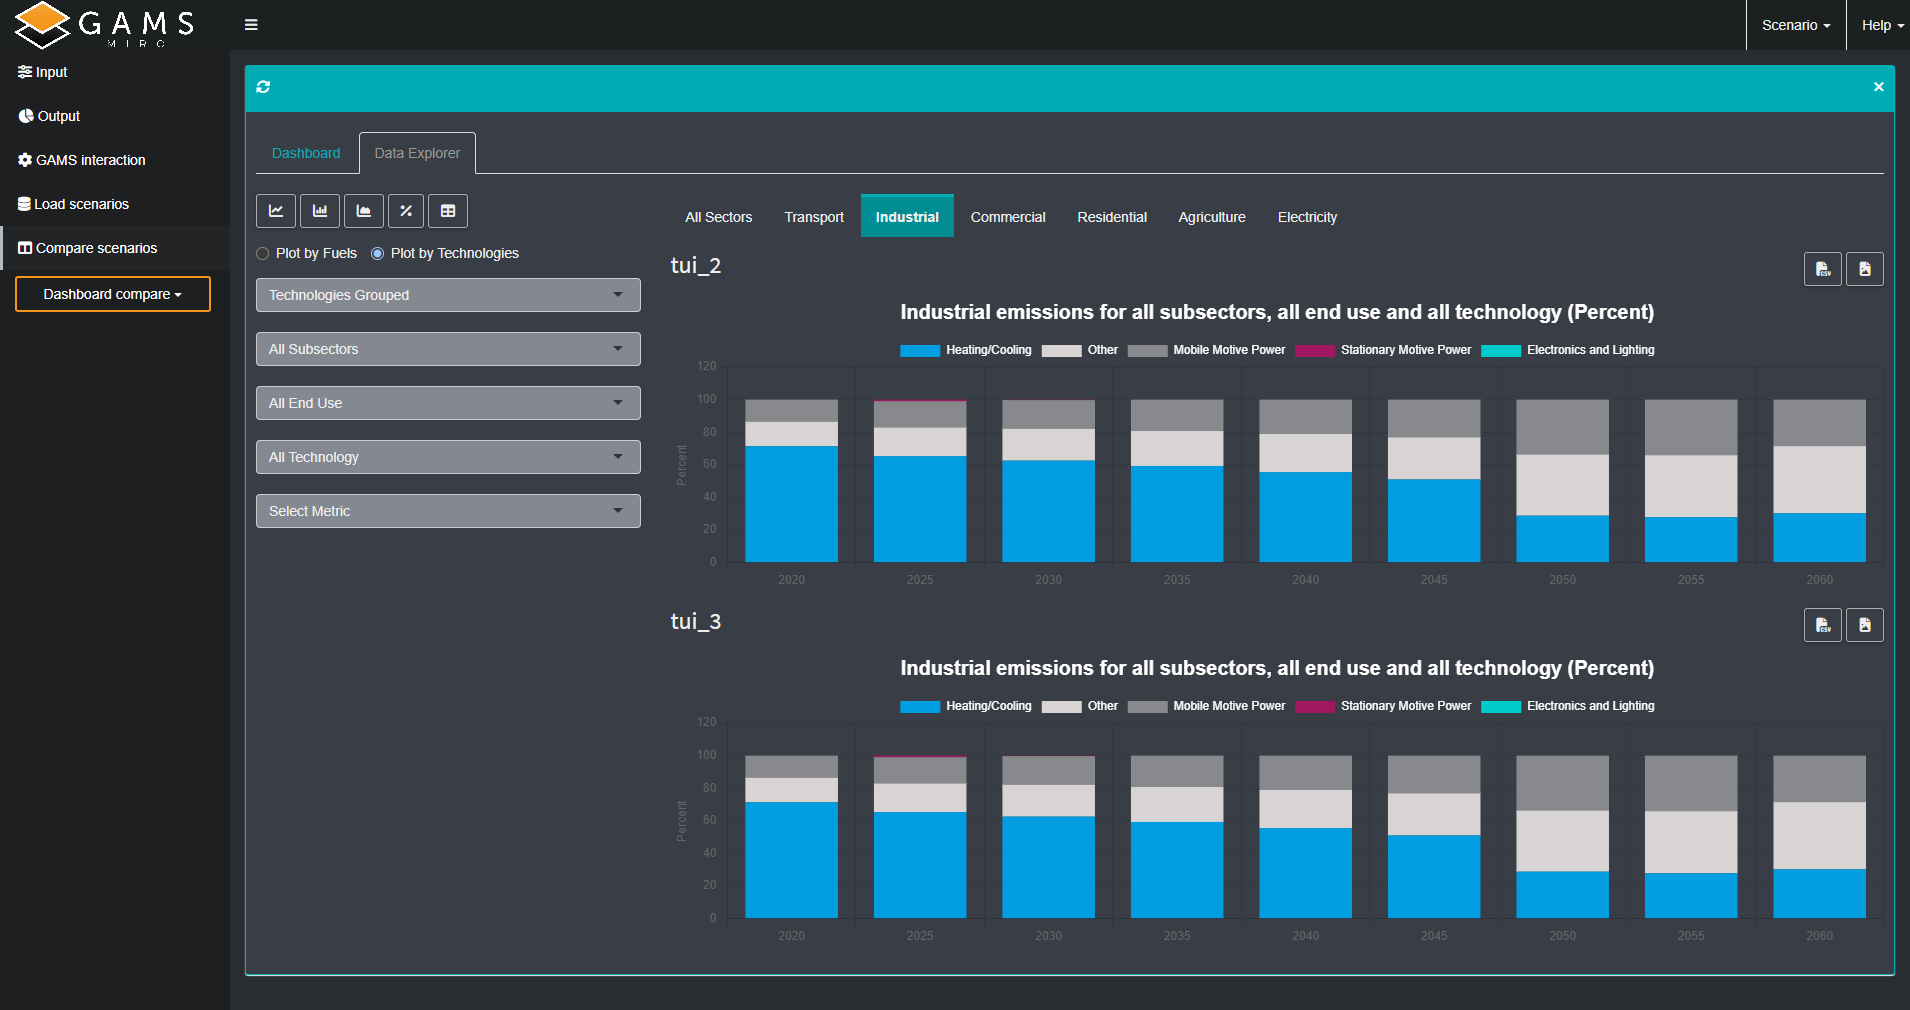 GAMS
MIRO
Scenario
Help
Input
Output
GAMS interaction
Load scenarios
Compare scenarios
Dashboard compare
Dashboard
Data Explorer
Plot by Fuels
Plot by Technologies
Technologies Grouped
All Subsectors
All End Use
All Technology
Select Metric
All Sectors
Transport
Industrial
Commercial
Residential
Agriculture
Electricity
tui_2
CSV
Industrial emissions for all subsectors, all end use and all technology (Percent)
Heating/Cooling
Other
Mobile Motive Power
Stationary Motive Power
Electronics and Lighting
Percent
120
100
80
60
40
20
0
2020
2025
2030
2035
2040
2045
2050
2055
2060
tui_3
CSV
Industrial emissions for all subsectors, all end use and all technology (Percent)
Heating/Cooling
Other
Mobile Motive Power
Stationary Motive Power
Electronics and Lighting
Percent
120
100
80
60
40
20
0
2020
2025
2030
2035
2040
2045
2050
2055
2060